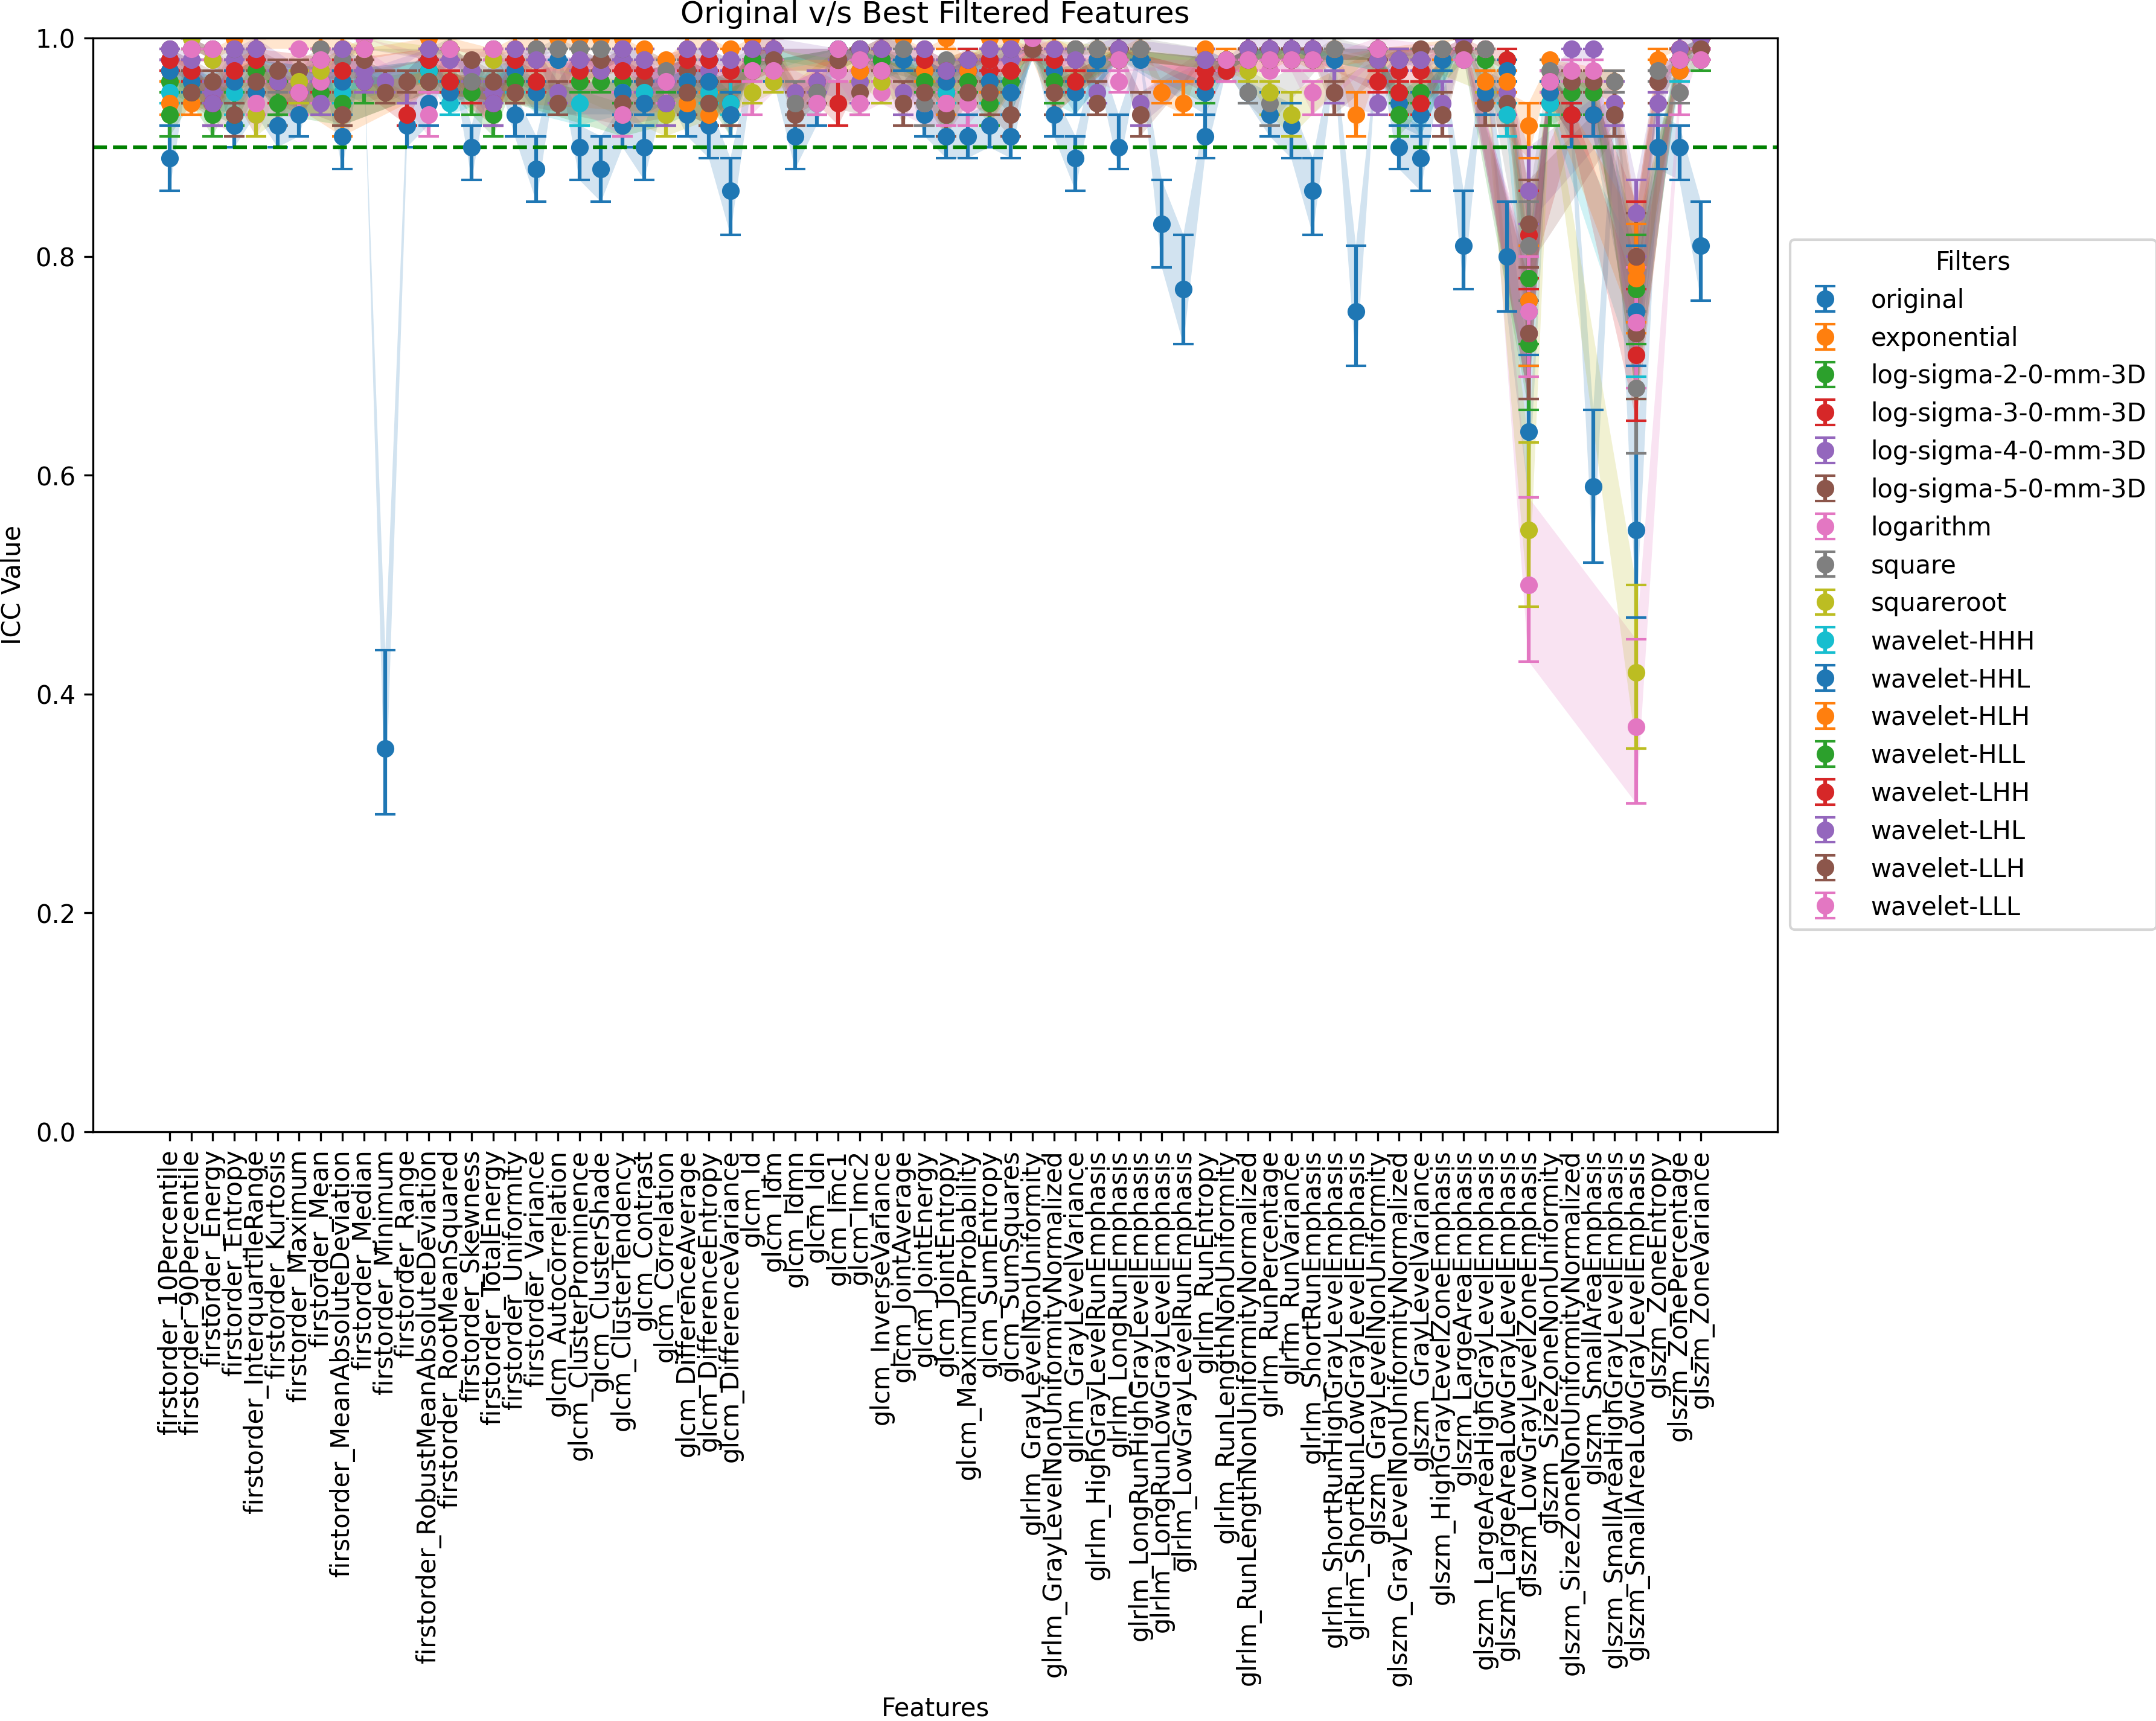 Original v/s Best Filtered Features
1.0
0.8
0.6
0.4
0.2
0.0
ICC Value
Filters
original
exponential
log-sigma-2-0-mm-3D
log-sigma-3-0-mm-3D
log-sigma-4-0-mm-3D
log-sigma-5-0-mm-3D
logarithm
square
squareroot
wavelet-HHH
wavelet-HHL
wavelet-HLH
wavelet-HLL
wavelet-LHH
wavelet-LHL
wavelet-LLH
wavelet-LLL
firstorder_10Percentile
firstorder_90Percentile
firstorder_Energy
firstorder_Entropy
firstorder_InterquartileRange
firstorder_Kurtosis
firstorder_Maximum
firstorder_Mean
firstorder_MeanAbsoluteDeviation
firstorder_Median
firstorder_Minimum
firstorder_Range
firstorder_RobustMeanAbsoluteDeviation
firstorder_RootMeanSquared
firstorder_Skewness
firstorder_TotalEnergy
firstorder_Uniformity
firstorder_Variance
glcm_Autocorrelation
glcm_ClusterProminence
glcm_ClusterShade
glcm_ClusterTendency
glcm_Contrast
glcm_Correlation
glcm_DifferenceAverage
glcm_DifferenceEntropy
glcm_DifferenceVariance
glcm_Id
glcm_Idm
glcm_Idmn
glcm_Idn
glcm_Imc1
glcm_Imc2
glcm_InverseVariance
glcm_JointAverage
glcm_JointEnergy
glcm_JointEntropy
glcm_MaximumProbability
glcm_SumEntropy
glcm_SumSquares
glrlm_GrayLevelNonUniformity
glrlm_GrayLevelNonUniformityNormalized
glrlm_GrayLevelVariance
glrlm_HighGrayLevelRunEmphasis
glrlm_LongRunEmphasis
glrlm_LongRunHighGrayLevelEmphasis
glrlm_LongRunLowGrayLevelEmphasis
glrlm_LowGrayLevelRunEmphasis
glrlm_RunEntropy
glrlm_RunLengthNonUniformity
glrlm_RunLengthNonUniformityNormalized
glrlm_RunPercentage
glrlm_RunVariance
glrlm_ShortRunEmphasis
glrlm_ShortRunHighGrayLevelEmphasis
glrlm_ShortRunLowGrayLevelEmphasis
glszm_GrayLevelNonUniformity
glszm_GrayLevelNonUniformityNormalized
glszm_GrayLevelVariance
glszm_HighGrayLevelZoneEmphasis
glszm_LargeAreaEmphasis
glszm_LargeAreaHighGrayLevelEmphasis
glszm_LargeAreaLowGrayLevelEmphasis
glszm_LowGrayLevelZoneEmphasis
glszm_SizeZoneNonUniformity
glszm_SizeZoneNonUniformityNormalized
glszm_SmallAreaEmphasis
glszm_SmallAreaHighGrayLevelEmphasis
glszm_SmallAreaLowGrayLevelEmphasis
glszm_ZoneEntropy
glszm_ZonePercentage
glszm_ZoneVariance
Features